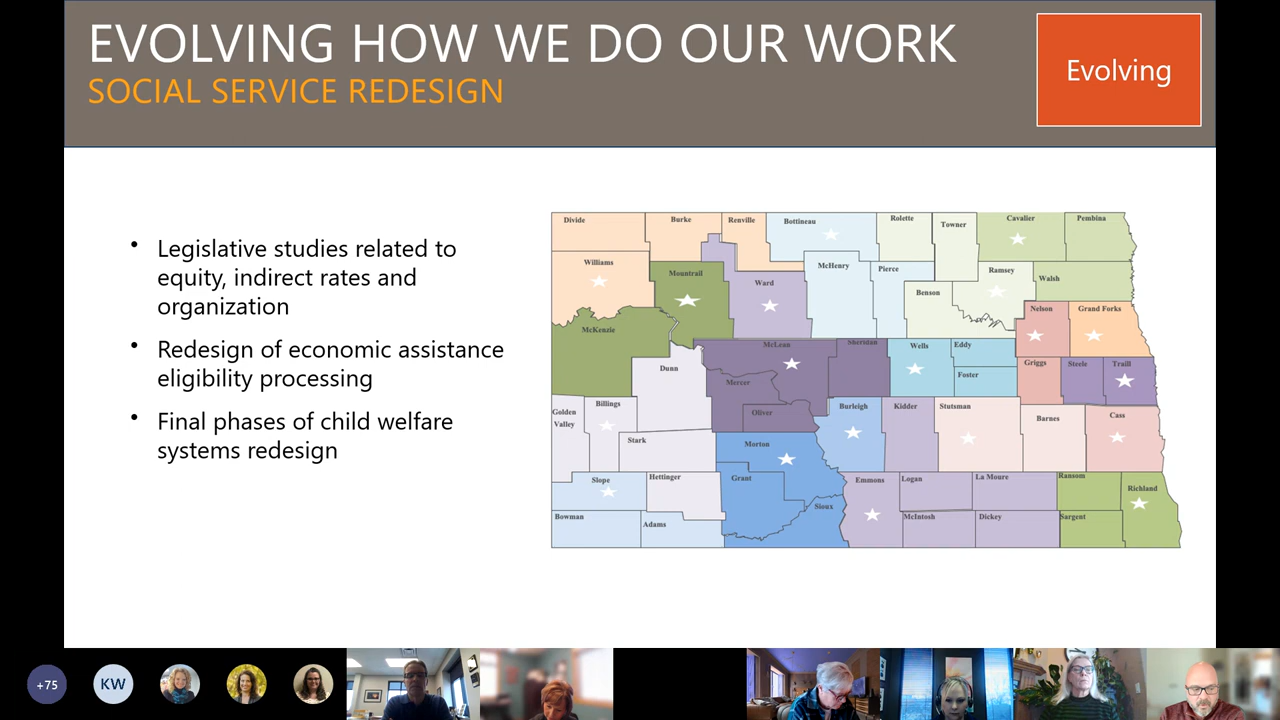 EVOLVING HOW WE DO OUR WORK
SOCIAL SERVICE REDESIGN
Evolving
• Legislative studies related to
equity, indirect rates and
organization
• Redesign of economic assistance
eligibility processing
• Final phases of child welfare
systems redesign
Divide
Burke
Renville
Bottineau
Rolette
Towner
Cavalier
Pembina
Williams
Mountrail
Ward
McHenry
Pierce
Benson
Ramsey
Walsh
McKenzie
Nelson
Grand Forks
Dunn
McLean
Sheridan
Wells
Eddy
Foster
Griggs
Steele
Traill
Mercer
Oliver
Golden
Valley
Billings
Stark
Burleigh
Kidder
Stutsman
Barnes
Cass
Morton
Slope
Hettinger
Grant
Sioux
Emmons
Logan
La Moure
Ransom
Richland
Bowman
Adams
McIntosh
Dickey
Sargent
+75
KW